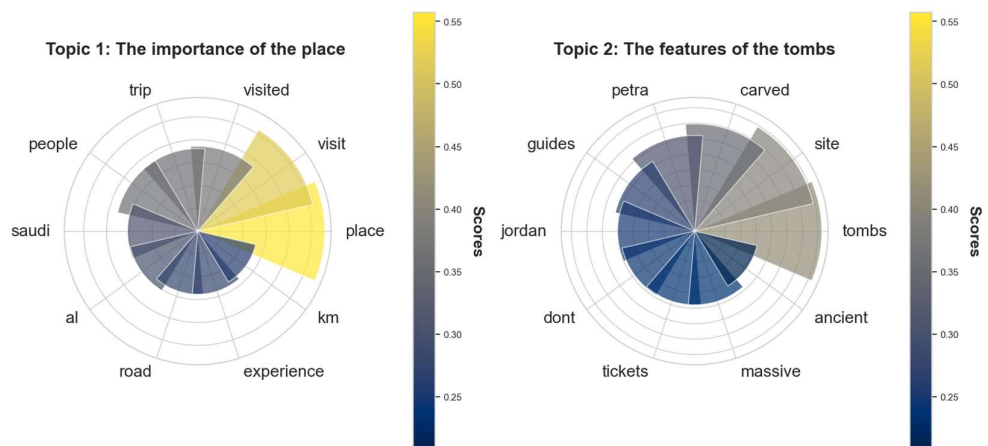 Topic 1: The importance of the place
trip
visited
people
visit
saudi
place
al
km
road
experience
0.55
0.50
0.45
0.40
0.35
0.30
0.25
Scores
Topic 2: The features of the tombs
petra
carved
guides
site
jordan
tombs
dont
ancient
tickets
massive
0.55
0.50
0.45
0.40
0.35
0.30
0.25
Scores